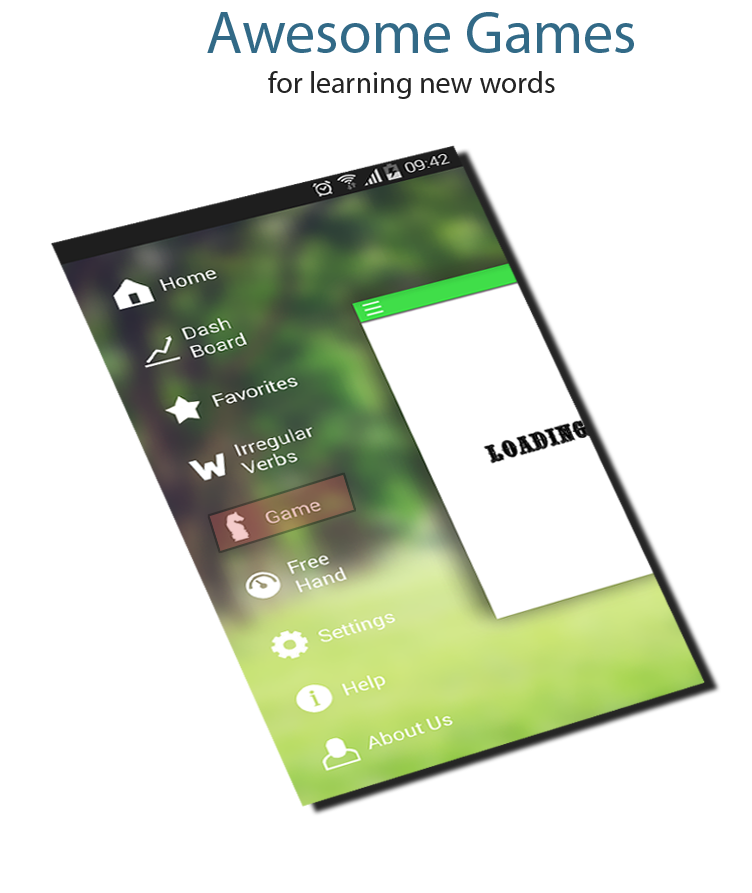 Awesome Games
for learning new words
09:42
Home
Dash
Board
Favorites
Irregular
Verbs
Game
Free
Hand
Settings
Help
About Us
LOADING